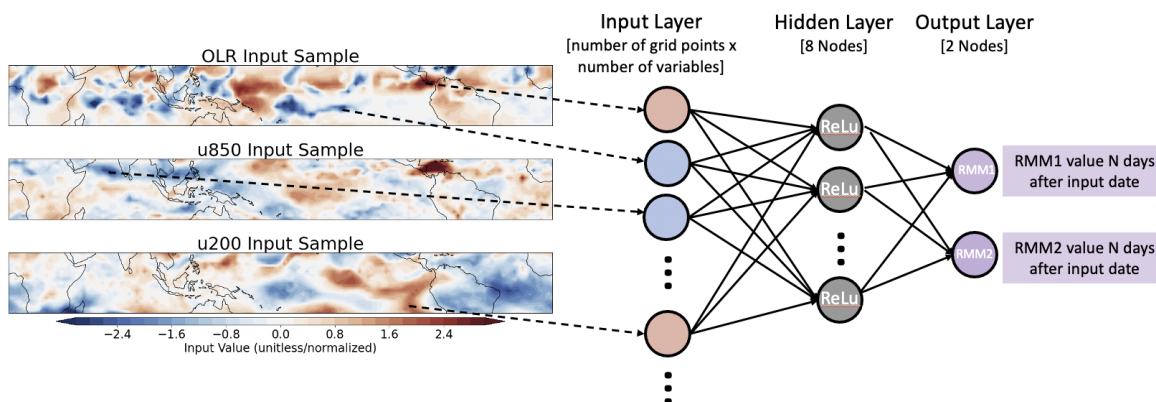 OLR Input Sample
u850 Input Sample
u200 Input Sample
−2.4 −1.6 −0.8 0.0 0.8 1.6 2.4
Input Value (unitless/normalized)
Input Layer
[number of grid points x
number of variables]
Hidden Layer
[8 Nodes]
Output Layer
[2 Nodes]
ReLu
ReLu
ReLu
RMM1
RMM2
RMM1 value N days
after input date
RMM2 value N days
after input date